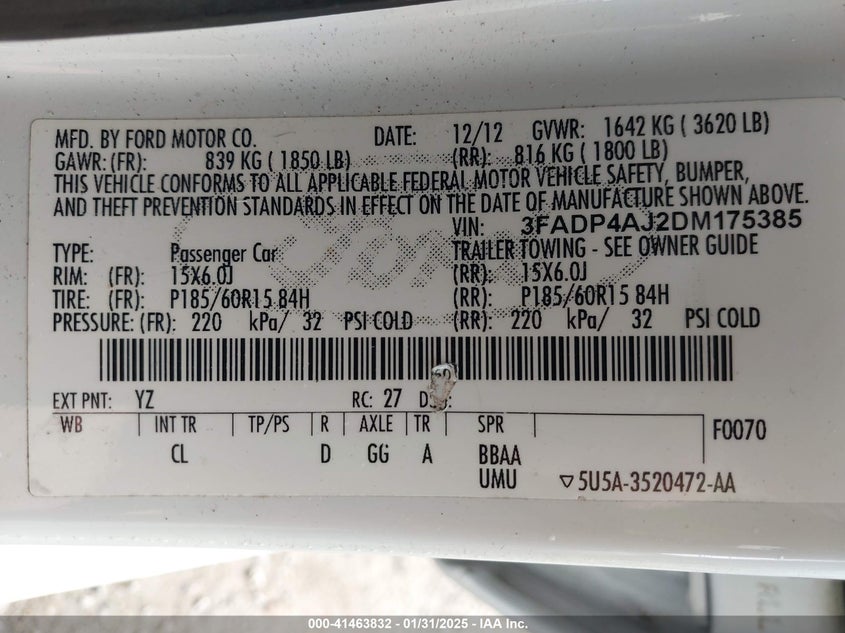 MFD. BY FORD MOTOR CO. DATE: 12/12 GVWR: 1642 KG ( 3620 LB)
GAWR: (FR): 839 KG ( 1850 LB) (RR): 816 KG ( 1800 LB)
THIS VEHICLE CONFORMS TO ALL APPLICABLE FEDERAL MOTOR VEHICLE SAFETY, BUMPER,
AND THEFT PREVENTION STANDARDS IN EFFECT ON THE DATE OF MANUFACTURE SHOWN ABOVE.
VIN: 3FADP4AJ2DM175385
TYPE: Passenger Car TRAILER TOWING - SEE OWNER GUIDE
RIM: (FR): 15X6.0J (RR): 15X6.0J
TIRE: (FR): P185/60R15 84H (RR): P185/60R15 84H
PRESSURE: (FR): 220 kPa/ 32 PSI COLD (RR): 220 kPa/ 32 PSI COLD
EXT PNT: YZ RC: 27
WB INT TR TP/PS R AXLE TR SPR F0070
CL D GG A BBAA
UMU ▽5U5A-3520472-AA
000-41463832 - 01/31/2025 - IAA Inc.